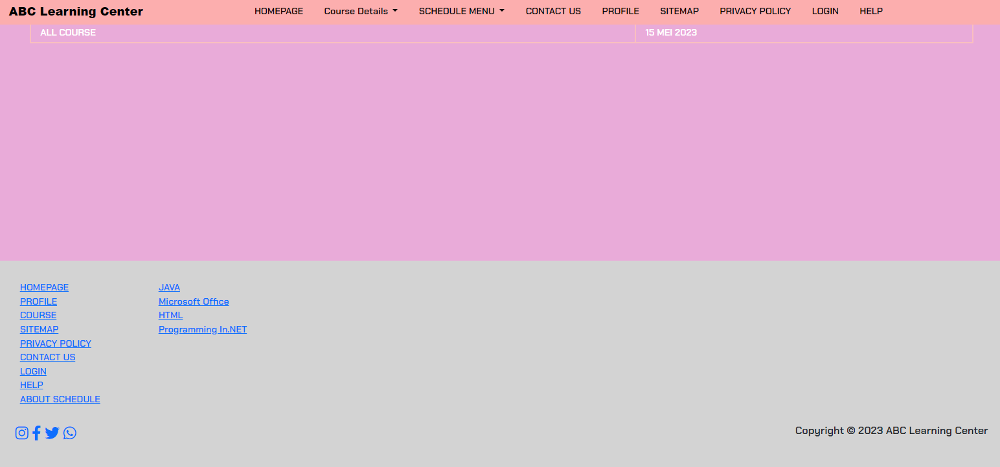 ABC Learning Center HOMEPAGE Course Details SCHEDULE MENU CONTACT US PROFILE SITEMAP PRIVACY POLICY LOGIN HELP
ALL COURSE 15 MEI 2023
HOMEPAGE
PROFILE
COURSE
SITEMAP
PRIVACY POLICY
CONTACT US
LOGIN
HELP
ABOUT SCHEDULE
JAVA
Microsoft Office
HTML
Programming In.NET
Copyright © 2023 ABC Learning Center